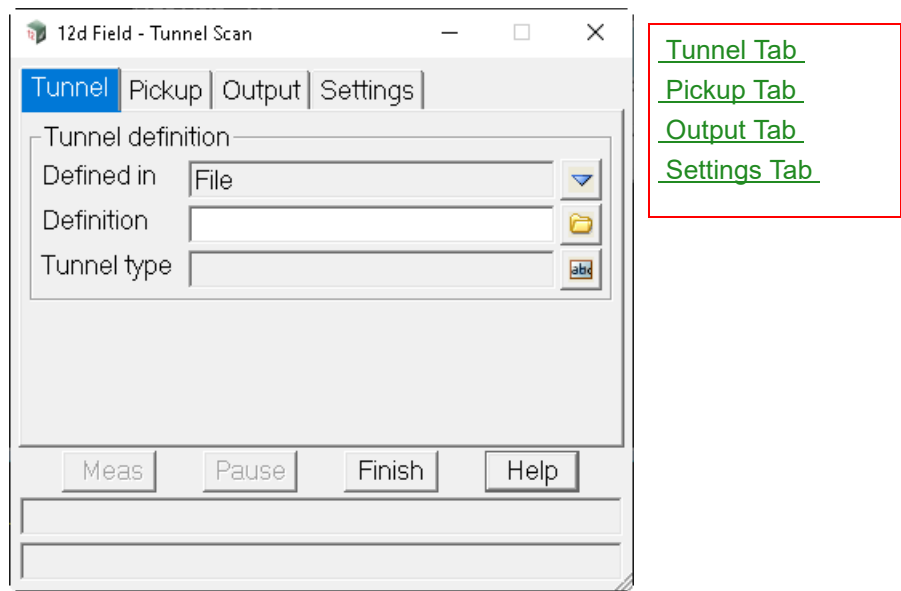 12d Field - Tunnel Scan
Tunnel Pickup Output Settings
Tunnel definition
Defined in File
Definition
Tunnel type abc
Meas Pause Finish Help
Tunnel Tab
Pickup Tab
Output Tab
Settings Tab